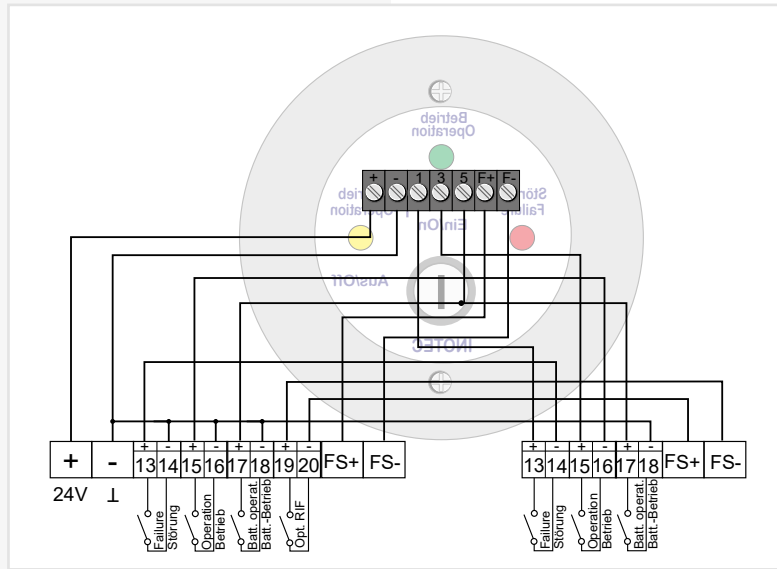 Betrieb
Operation
+ - 1 3 5 F+ F-
Failure
Operation
Ein/On
Aus/Off
INOTEC
+ - + - + - + -
+ - 13 14 15 16 17 18 19 20 FS+ FS-
24V ⊥
Failure
Störung
Operation
Betrieb
Batt. operat.
Batt.-Betrieb
Opt. RIF
+ - + - + -
13 14 15 16 17 18 FS+ FS-
Failure
Störung
Operation
Betrieb
Batt. operat.
Batt.-Betrieb